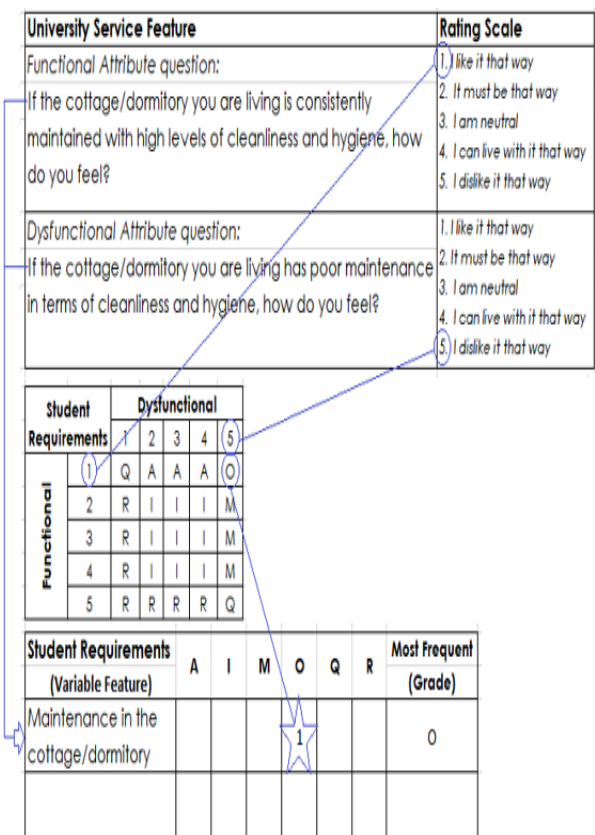 University Service Feature Rating Scale
Functional Attribute question:
If the cottage/dormitory you are living is consistently
maintained with high levels of cleanliness and hygiene, how
do you feel?
1. I like it that way
2. It must be that way
3. I am neutral
4. I can live with it that way
5. I dislike it that way
Dysfunctional Attribute question:
If the cottage/dormitory you are living has poor maintenance
in terms of cleanliness and hygiene, how do you feel?
1. I like it that way
2. It must be that way
3. I am neutral
4. I can live with it that way
5. I dislike it that way
Student Requirements
Dysfunctional
1 2 3 4 5
Functional
1 Q A A A O
2 R I I I M
3 R I I I M
4 R I I I M
5 R R R R Q
Student Requirements
(Variable Feature)
A I M O Q R
Most Frequent
(Grade)
Maintenance in the
cottage/dormitory
1
O